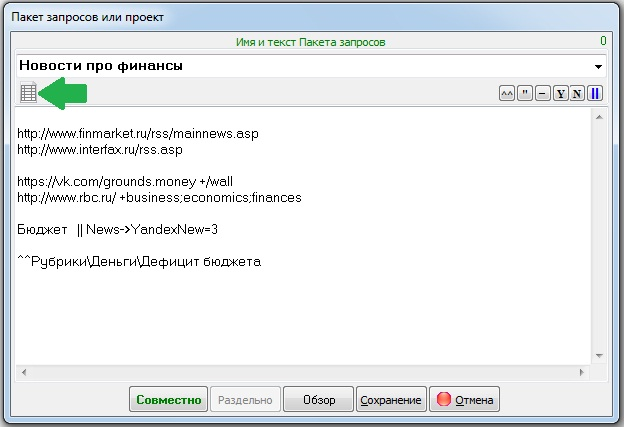 Пакет запросов или проект
Имя и текст Пакета запросов 0
Новости про финансы
^^ " – Y N ||
http://www.finmarket.ru/rss/mainnews.asp
http://www.interfax.ru/rss.asp
https://vk.com/grounds.money +/wall
http://www.rbc.ru/ +business;economics;finances
Бюджет || News->YandexNew=3
^^Рубрики\Деньги\Дефицит бюджета
Совместно Раздельно Обзор Сохранение Отмена